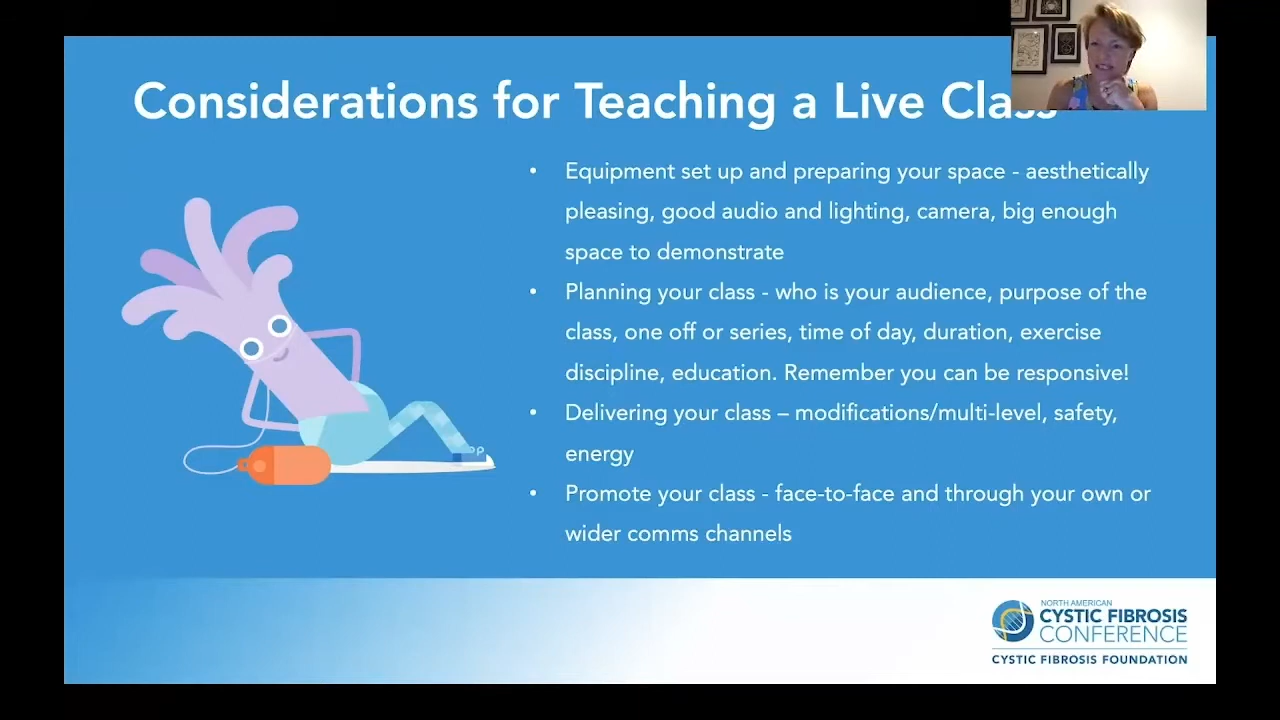 Considerations for Teaching a Live Class
• Equipment set up and preparing your space - aesthetically
pleasing, good audio and lighting, camera, big enough
space to demonstrate
• Planning your class - who is your audience, purpose of the
class, one off or series, time of day, duration, exercise
discipline, education. Remember you can be responsive!
• Delivering your class – modifications/multi-level, safety,
energy
• Promote your class - face-to-face and through your own or
wider comms channels
NORTH AMERICAN
CYSTIC FIBROSIS
CONFERENCE
CYSTIC FIBROSIS FOUNDATION